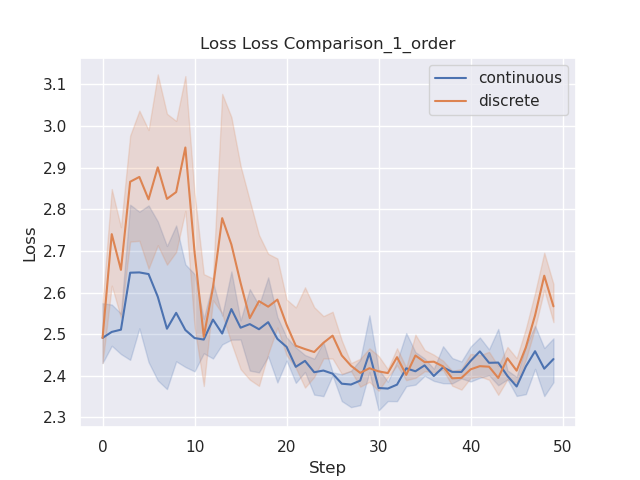 Loss Loss Comparison_1_order
continuous
discrete
Loss
3.1
3.0
2.9
2.8
2.7
2.6
2.5
2.4
2.3
0 10 20 30 40 50
Step